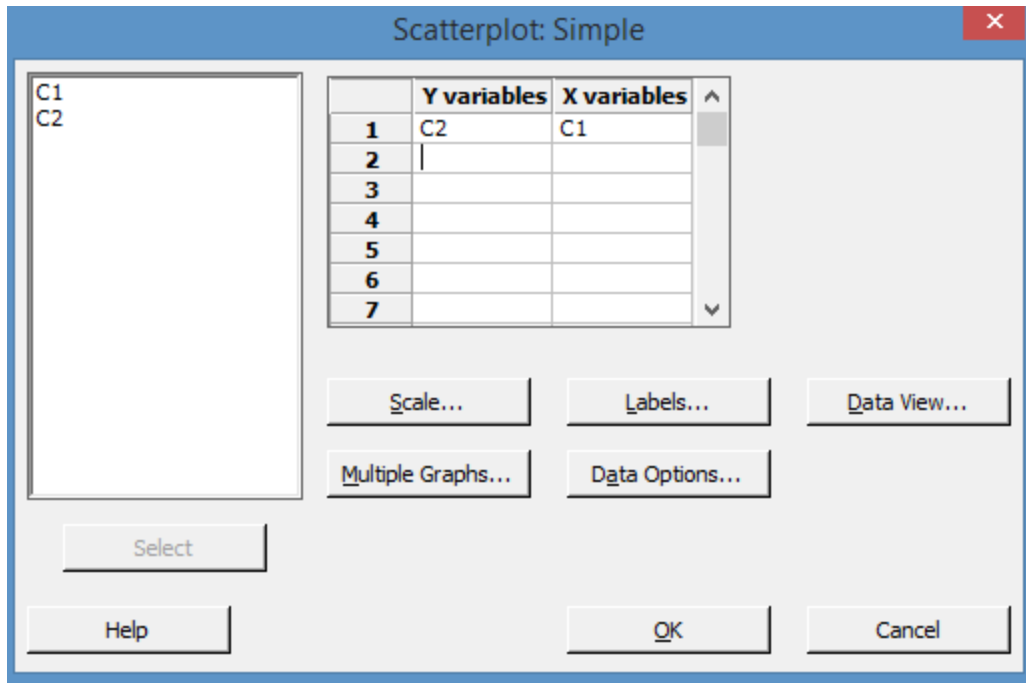 Scatterplot: Simple
C1
C2
Y variables X variables
1 C2 C1
2
3
4
5
6
7
Scale... Labels... Data View...
Multiple Graphs... Data Options...
Select
Help OK Cancel